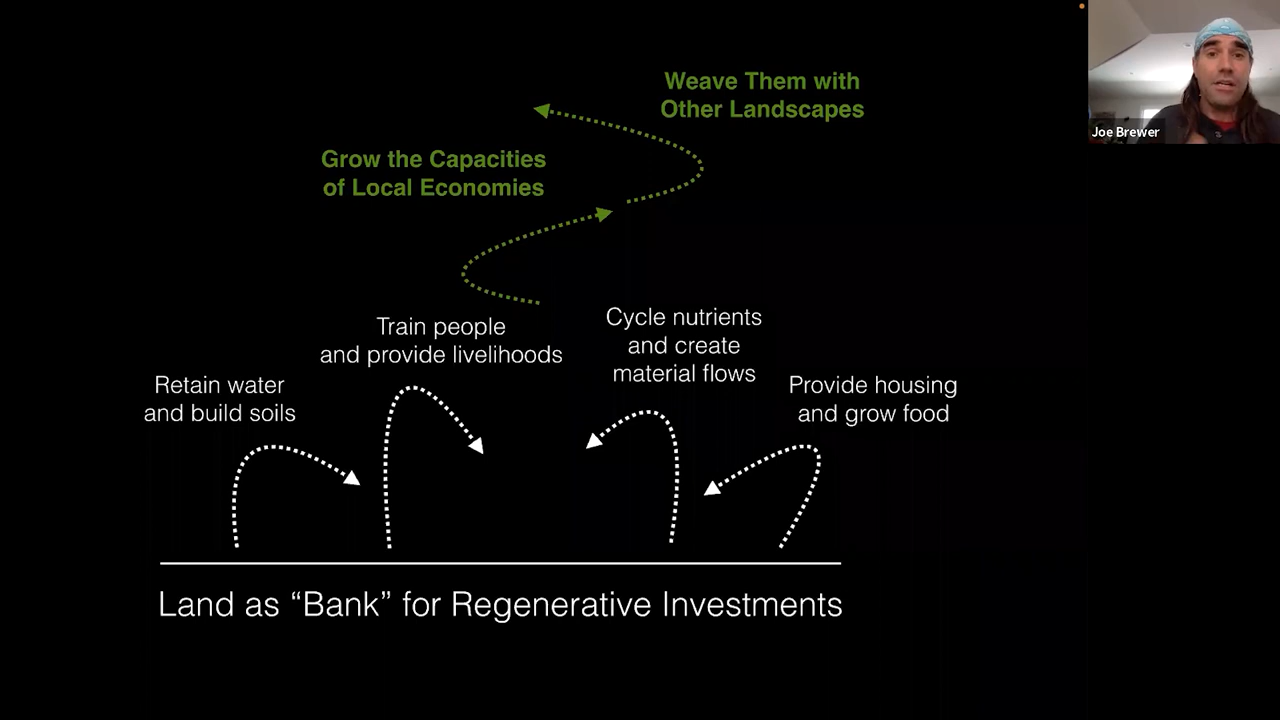 Weave Them with
Other Landscapes
Joe Brewer
Grow the Capacities
of Local Economies
Train people
and provide livelihoods
Cycle nutrients
and create
material flows
Retain water
and build soils
Provide housing
and grow food
Land as “Bank” for Regenerative Investments